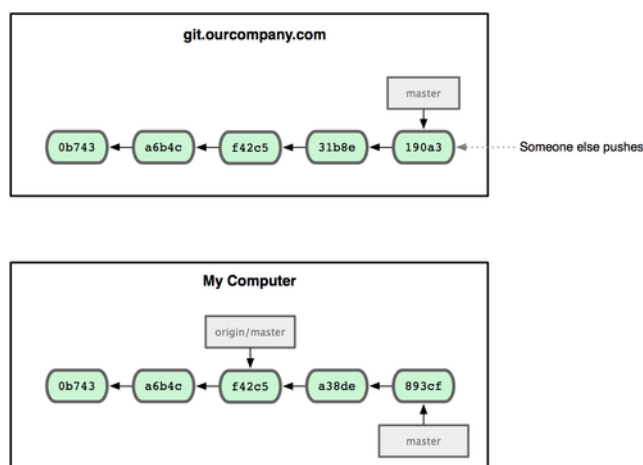 git.ourcompany.com
master
0b743 a6b4c f42c5 31b8e 190a3 Someone else pushes
My Computer
origin/master
0b743 a6b4c f42c5 a38de 893cf
master